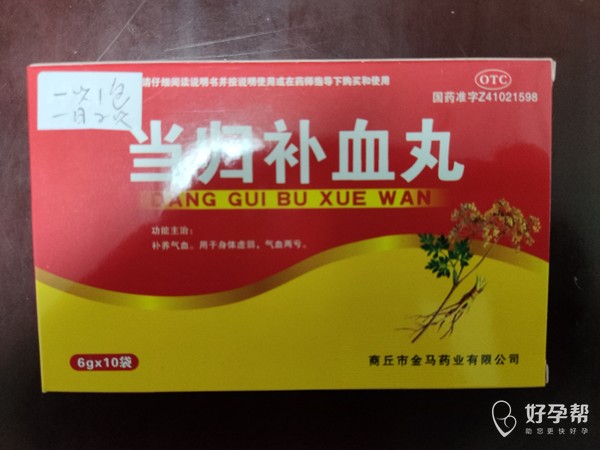 请仔细阅读说明书并按说明使用或在药师指导下购买和使用
OTC
国药准字Z41021598
一次1包
一日2次
当归补血丸
DANG GUI BU XUE WAN
功能主治:
补养气血。用于身体虚弱,气血两亏。
6gx10袋
商丘市金马药业有限公司
好孕帮
助您更快好孕